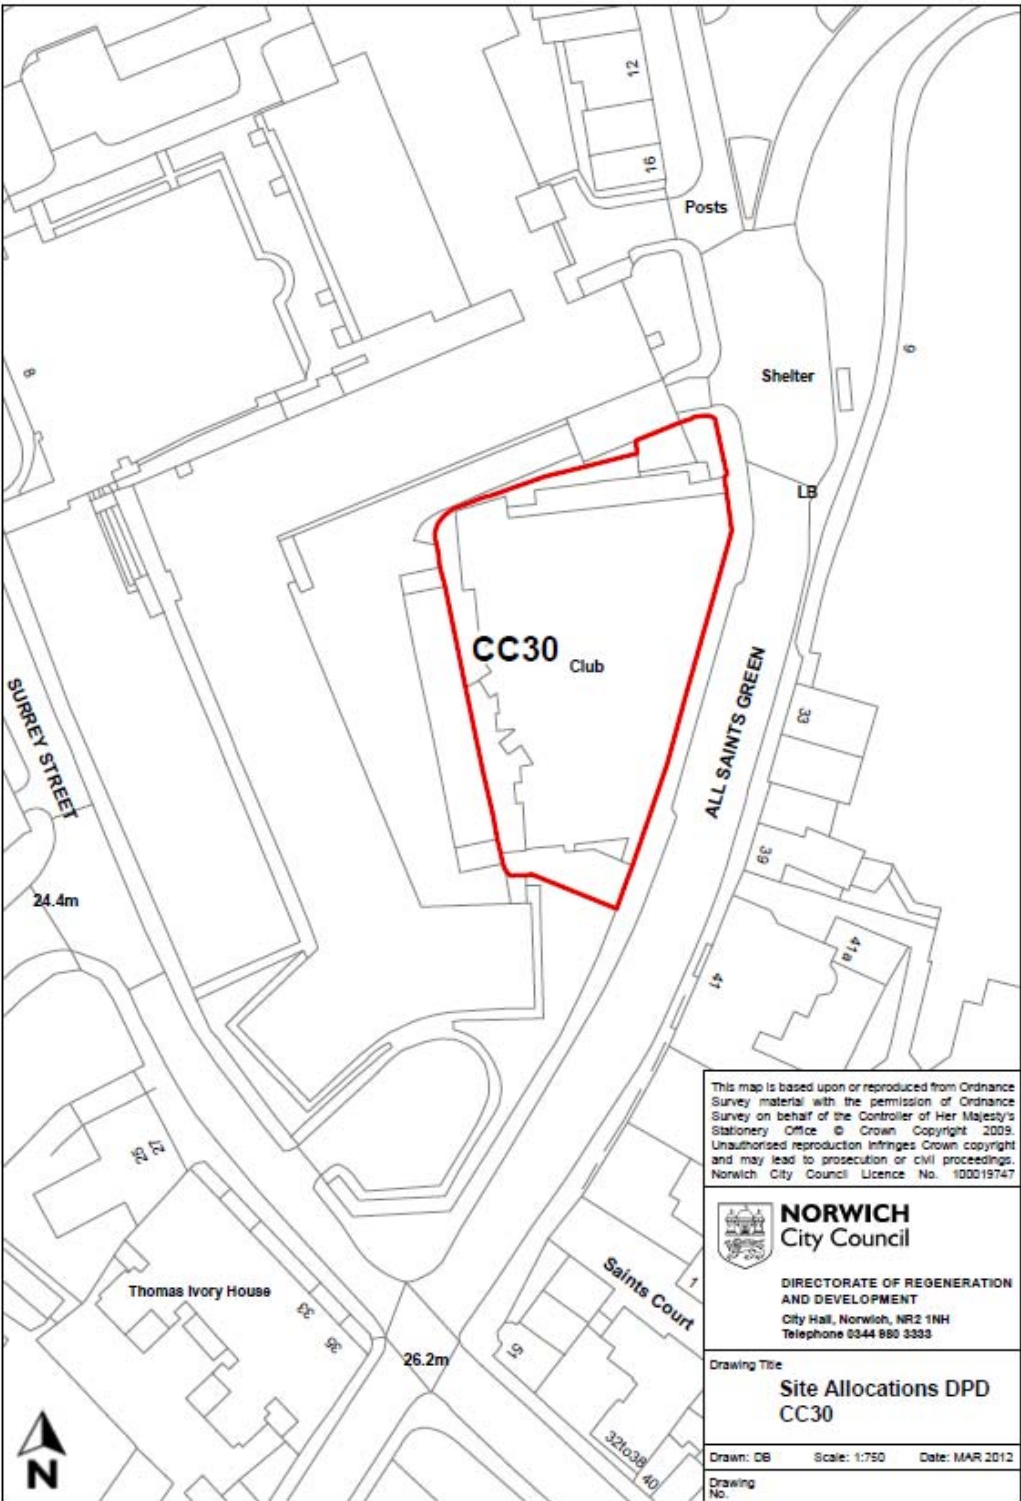 12
16
Posts
8
9
Shelter
LB
CC30
Club
SURREY STREET
ALL SAINTS GREEN
33
39
24.4m
41a
41
This map is based upon or reproduced from Ordnance
Survey material with the permission of Ordnance
Survey on behalf of the Controller of Her Majesty's
Stationery Office © Crown Copyright 2009.
Unauthorised reproduction infringes Crown copyright
and may lead to prosecution or civil proceedings.
Norwich City Council Licence No. 100019747
27
25
NORWICH
City Council
DIRECTORATE OF REGENERATION
AND DEVELOPMENT
City Hall, Norwich, NR2 1NH
Telephone 0344 980 3333
Thomas Ivory House
33
35
Saints Court
1
26.2m
51
Drawing Title
Site Allocations DPD
CC30
32to38
40
N
Drawn: DB Scale: 1:750 Date: MAR 2012
Drawing
No.